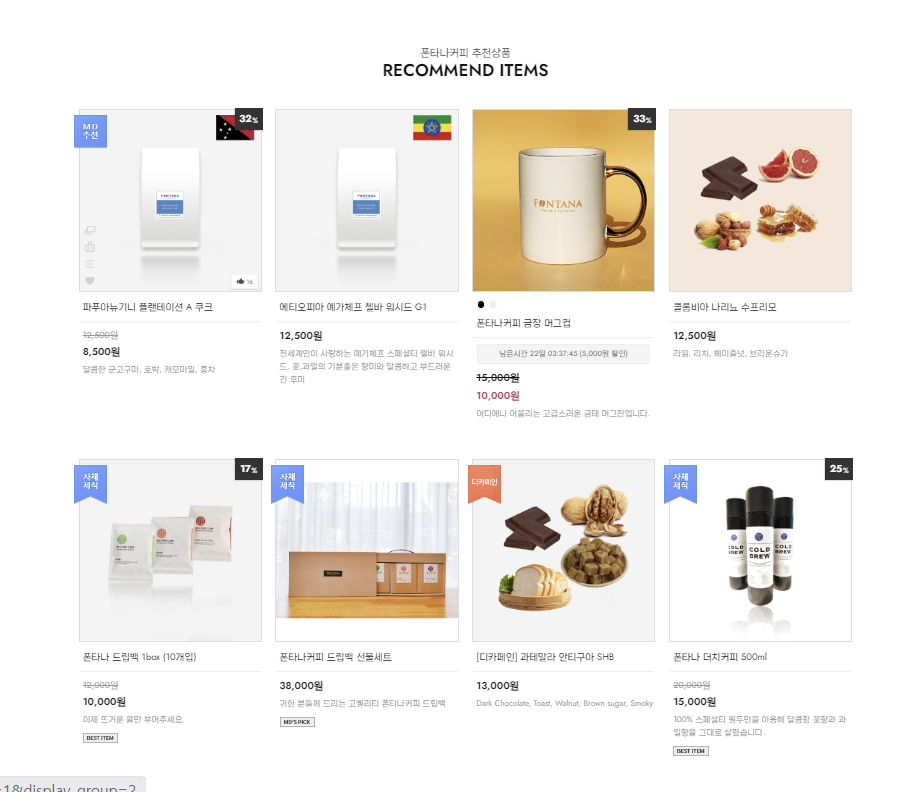 폰타나커피 추천상품
RECOMMEND ITEMS
MD
추천
32%
FONTANA
16
파푸아뉴기니 플랜테이션 A 쿠크
12,500원
8,500원
달콤한 군고구마, 호박, 캐모마일, 홍차
FONTANA
에티오피아 예가체프 첼바 워시드 G1
12,500원
전세계인이 사랑하는 예가체프 스페셜티 첼바 워시
드. 꽃,과일의 기분좋은 향미와 달콤하고 부드러운
긴 후미
33%
FONTANA
폰타나커피 금장 머그컵
남은시간 22일 03:37:45 (5,000원 할인)
15,000원
10,000원
어디에나 어울리는 고급스러운 금테 머그잔입니다.
콜롬비아 나리뇨 수프리모
12,500원
라임, 리치, 헤이즐넛, 브라운슈가
자체
제작
17%
폰타나 드립백 1box (10개입)
12,000원
10,000원
이제 뜨거운 물만 부어주세요.
BEST ITEM
자체
제작
폰타나커피 드립백 선물세트
38,000원
귀한 분들께 드리는 고퀄리티 폰타나커피 드립백
MD'S PICK
디카페인
[디카페인] 과테말라 안티구아 SHB
13,000원
Dark Chocolate, Toast, Walnut, Brown sugar, Smoky
자체
제작
25%
COLD
BREW
COLD
BREW
COLD
BREW
폰타나 더치커피 500ml
20,000원
15,000원
100% 스페셜티 원두만을 이용해 달콤함 꽃향과 과
일향을 그대로 살렸습니다.
BEST ITEM
=1&display_group=2